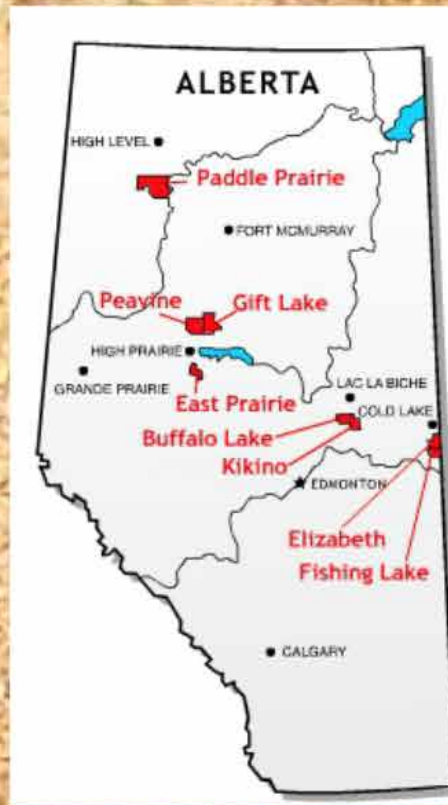 ALBERTA
HIGH LEVEL
Paddle Prairie
FORT MCMURRAY
Peavine
Gift Lake
HIGH PRAIRIE
GRANDE PRAIRIE
East Prairie
LAC LA BICHE
COLD LAKE
Buffalo Lake
Kikino
EDMONTON
Elizabeth
Fishing Lake
CALGARY